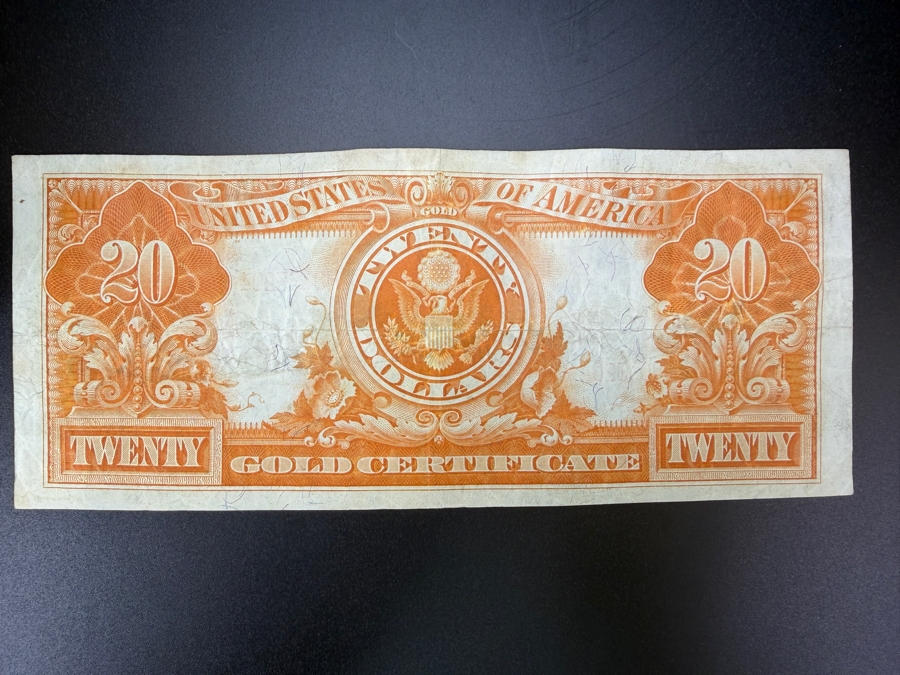 UNITED STATES OF AMERICA
GOLD
20 TWENTY DOLLARS 20
TWENTY GOLD CERTIFICATE TWENTY